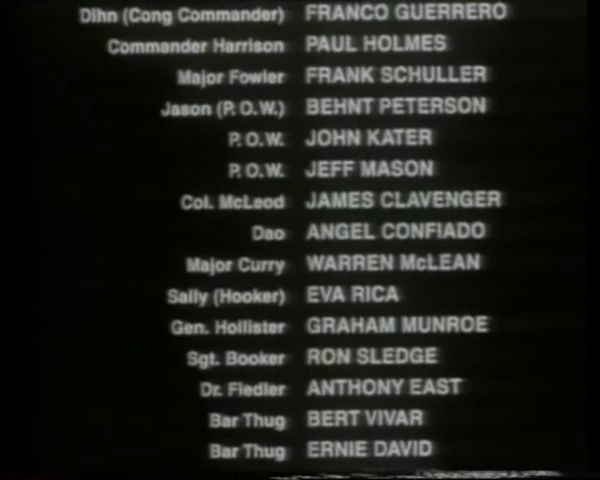 Dihn (Cong Commander) FRANCO GUERRERO
Commander Harrison PAUL HOLMES
Major Fowler FRANK SCHULLER
Jason (P.O.W.) BEHNT PETERSON
P.O.W. JOHN KATER
P.O.W. JEFF MASON
Col. McLeod JAMES CLAVENGER
Dao ANGEL CONFIADO
Major Curry WARREN McLEAN
Sally (Hooker) EVA RICA
Gen. Hollister GRAHAM MUNROE
Sgt. Booker RON SLEDGE
Dr. Fiedler ANTHONY EAST
Bar Thug BERT VIVAR
Bar Thug ERNIE DAVID